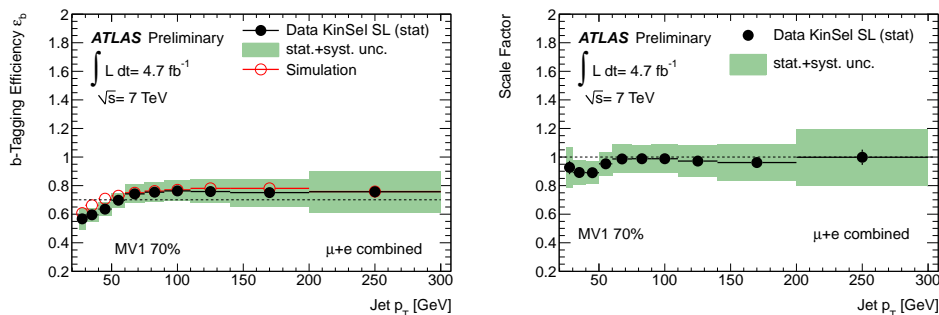 b-Tagging Efficiency ε_b
2
1.8
1.6
1.4
1.2
1
0.8
0.6
0.4
0.2
ATLAS Preliminary
∫ L dt= 4.7 fb⁻¹
√s= 7 TeV
Data KinSel SL (stat)
stat.+syst. unc.
Simulation
MV1 70%
μ+e combined
50 100 150 200 250 300
Jet p_T [GeV]
Scale Factor
2
1.8
1.6
1.4
1.2
1
0.8
0.6
0.4
0.2
ATLAS Preliminary
∫ L dt= 4.7 fb⁻¹
√s= 7 TeV
Data KinSel SL (stat)
stat.+syst. unc.
MV1 70%
μ+e combined
50 100 150 200 250 300
Jet p_T [GeV]